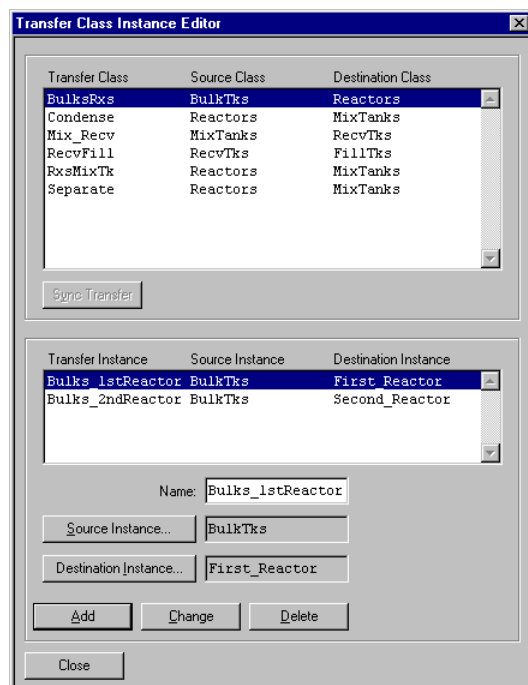 Transfer Class Instance Editor
Transfer Class Source Class Destination Class
BulksRxs BulkTks Reactors
Condense Reactors MixTanks
Mix_Recv MixTanks RecvTks
RecvFill RecvTks FillTks
RxsMixTk Reactors MixTanks
Separate Reactors MixTanks
Sync Transfer
Transfer Instance Source Instance Destination Instance
Bulks_1stReactor BulkTks First_Reactor
Bulks_2ndReactor BulkTks Second_Reactor
Name: Bulks_1stReactor
Source Instance... BulkTks
Destination Instance... First_Reactor
Add Change Delete
Close